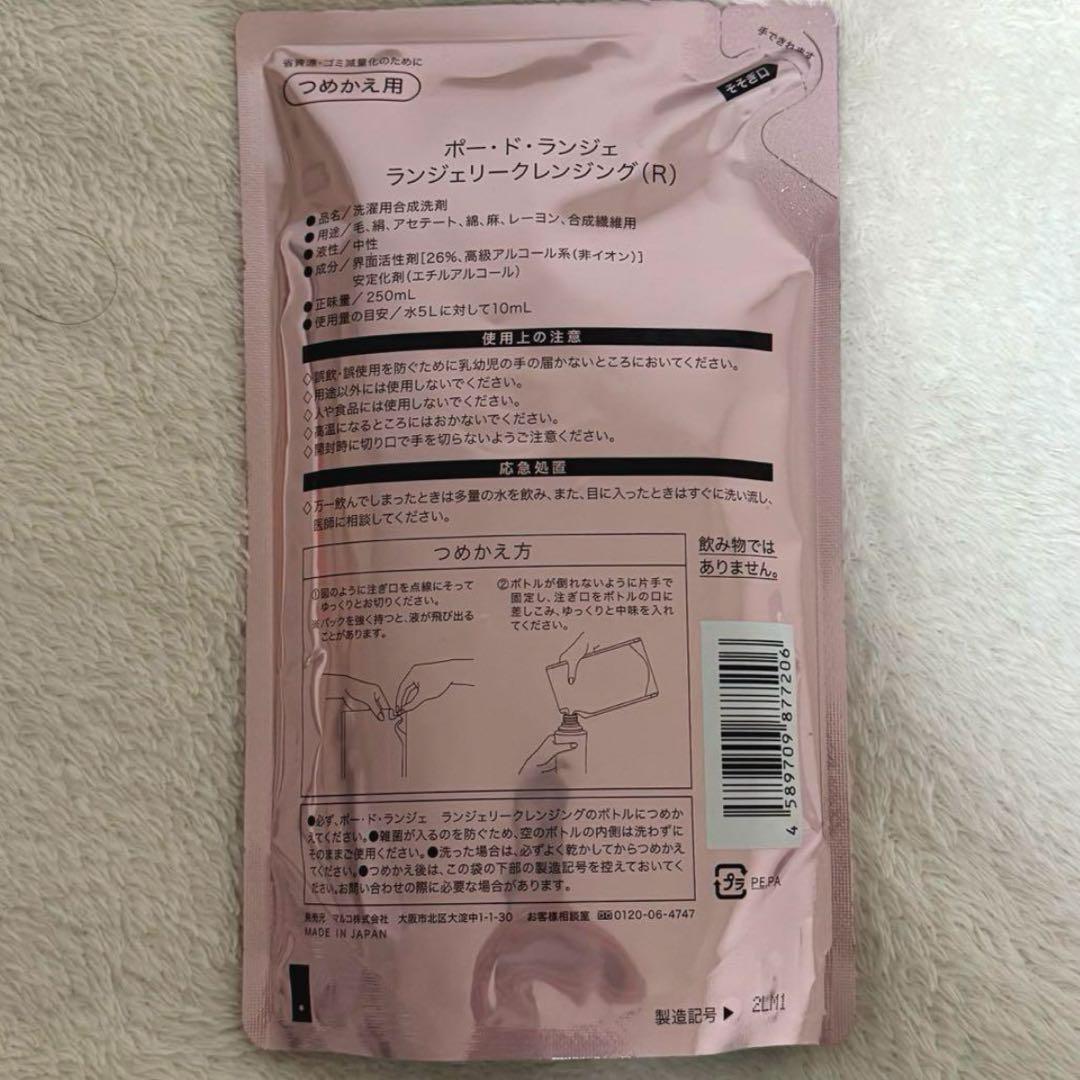 省資源・ゴミ減量化のために
つめかえ用
手できれます
そそぎ口
ポー・ド・ランジェ
ランジェリークレンジング(R)
●品名/洗濯用合成洗剤
●用途/毛、絹、アセテート、綿、麻、レーヨン、合成繊維用
●液性/中性
●成分/界面活性剤[26%、高級アルコール系(非イオン)]
安定化剤(エチルアルコール)
●正味量/250mL
●使用量の目安/水5Lに対して10mL
使用上の注意
◇誤飲・誤使用を防ぐために乳幼児の手の届かないところにおいてください。
◇用途以外には使用しないでください。
◇人や食品には使用しないでください。
◇高温になるところにはおかないでください。
◇開封時に切り口で手を切らないようご注意ください。
応急処置
◇万一飲んでしまったときは多量の水を飲み、また、目に入ったときはすぐに洗い流し、
医師に相談してください。
つめかえ方
①図のように注ぎ口を点線にそって
ゆっくりとお切りください。
※パックを強く持つと、液が飛び出る
ことがあります。
②ボトルが倒れないように片手で
固定し、注ぎ口をボトルの口に
差しこみ、ゆっくりと中味を入れ
てください。
飲み物では
ありません。
4 589709 877206
●必ず、ポー・ド・ランジェ　ランジェリークレンジングのボトルにつめか
えてください。●雑菌が入るのを防ぐため、空のボトルの内側は洗わずに
そのままご使用ください。●洗った場合は、必ずよく乾かしてからつめかえ
てください。●つめかえ後は、この袋の下部の製造記号を控えておいてく
ださい。お問い合わせの際に必要な場合があります。
プラ PE,PA
発売元 マルコ株式会社 大阪市北区大淀中1-1-30 お客様相談室 0120-06-4747
MADE IN JAPAN
製造記号▶ 2LM1